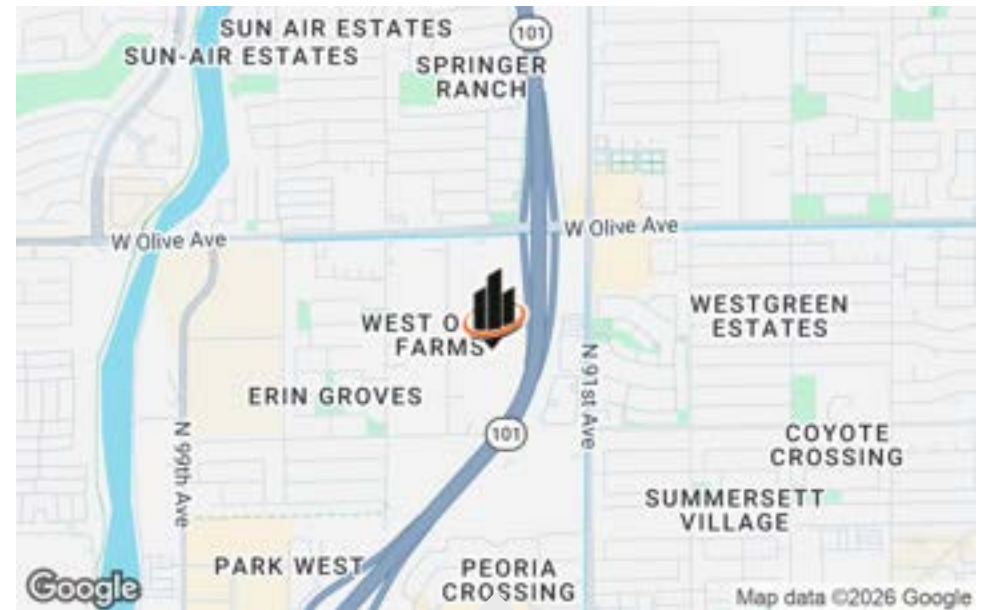 SUN AIR ESTATES
SUN-AIR ESTATES
101
SPRINGER
RANCH
W Olive Ave
W Olive Ave
WEST O
FARMS
WESTGREEN
ESTATES
ERIN GROVES
N 91st Ave
101
N 99th Ave
COYOTE
CROSSING
SUMMERSETT
VILLAGE
PARK WEST
PEORIA
CROSSING
Google
Map data ©2026 Google